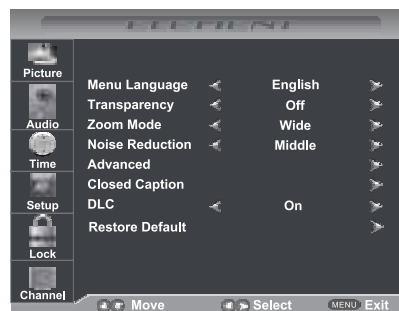 ELEMENT
Picture
Audio
Time
Setup
Lock
Channel
Menu Language English
Transparency Off
Zoom Mode Wide
Noise Reduction Middle
Advanced
Closed Caption
DLC On
Restore Default
Move Select MENU Exit